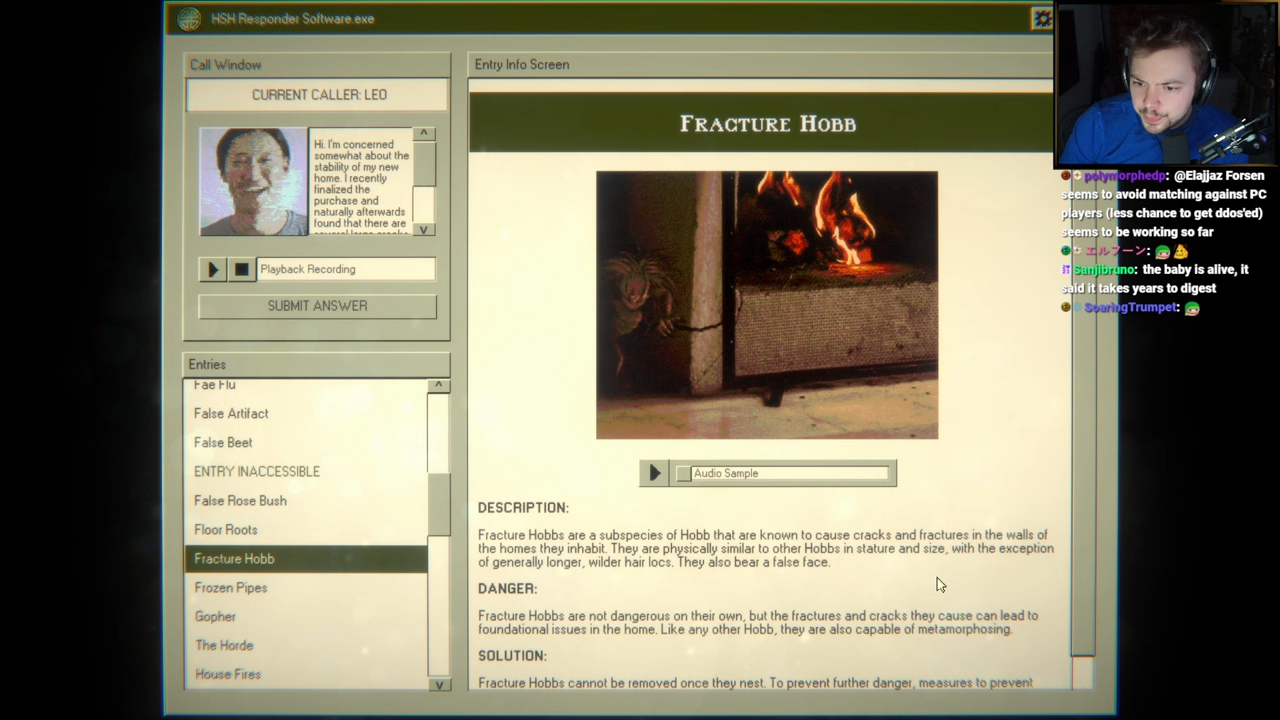 HSH Responder Software.exe
Call Window
CURRENT CALLER: LEO
Hi. I'm concerned
somewhat about the
stability of my new
home. I recently
finalized the
purchase and
naturally afterwards
found that there are
several large cracks
Playback Recording
SUBMIT ANSWER
Entries
Fae Flu
False Artifact
False Beet
ENTRY INACCESSIBLE
False Rose Bush
Floor Roots
Fracture Hobb
Frozen Pipes
Gopher
The Horde
House Fires
Entry Info Screen
FRACTURE HOBB
Audio Sample
DESCRIPTION:
Fracture Hobbs are a subspecies of Hobb that are known to cause cracks and fractures in the walls of
the homes they inhabit. They are physically similar to other Hobbs in stature and size, with the exception
of generally longer, wilder hair locs. They also bear a false face.
DANGER:
Fracture Hobbs are not dangerous on their own, but the fractures and cracks they cause can lead to
foundational issues in the home. Like any other Hobb, they are also capable of metamorphosing.
SOLUTION:
Fracture Hobbs cannot be removed once they nest. To prevent further danger, measures to prevent
polymorphedp: @Elajjaz Forsen
seems to avoid matching against PC
players (less chance to get ddos'ed)
seems to be working so far
エルフーン:
Sanjibruno: the baby is alive, it
said it takes years to digest
SoaringTrumpet: